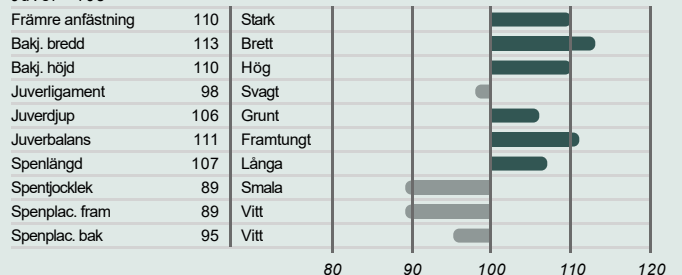 Främre anfästning 110 Stark
Bakj. bredd 113 Brett
Bakj. höjd 110 Hög
Juverligament 98 Svagt
Juverdjup 106 Grunt
Juverbalans 111 Framtungt
Spenlängd 107 Långa
Spentjocklek 89 Smala
Spenplac. fram 89 Vitt
Spenplac. bak 95 Vitt
80 90 100 110 120